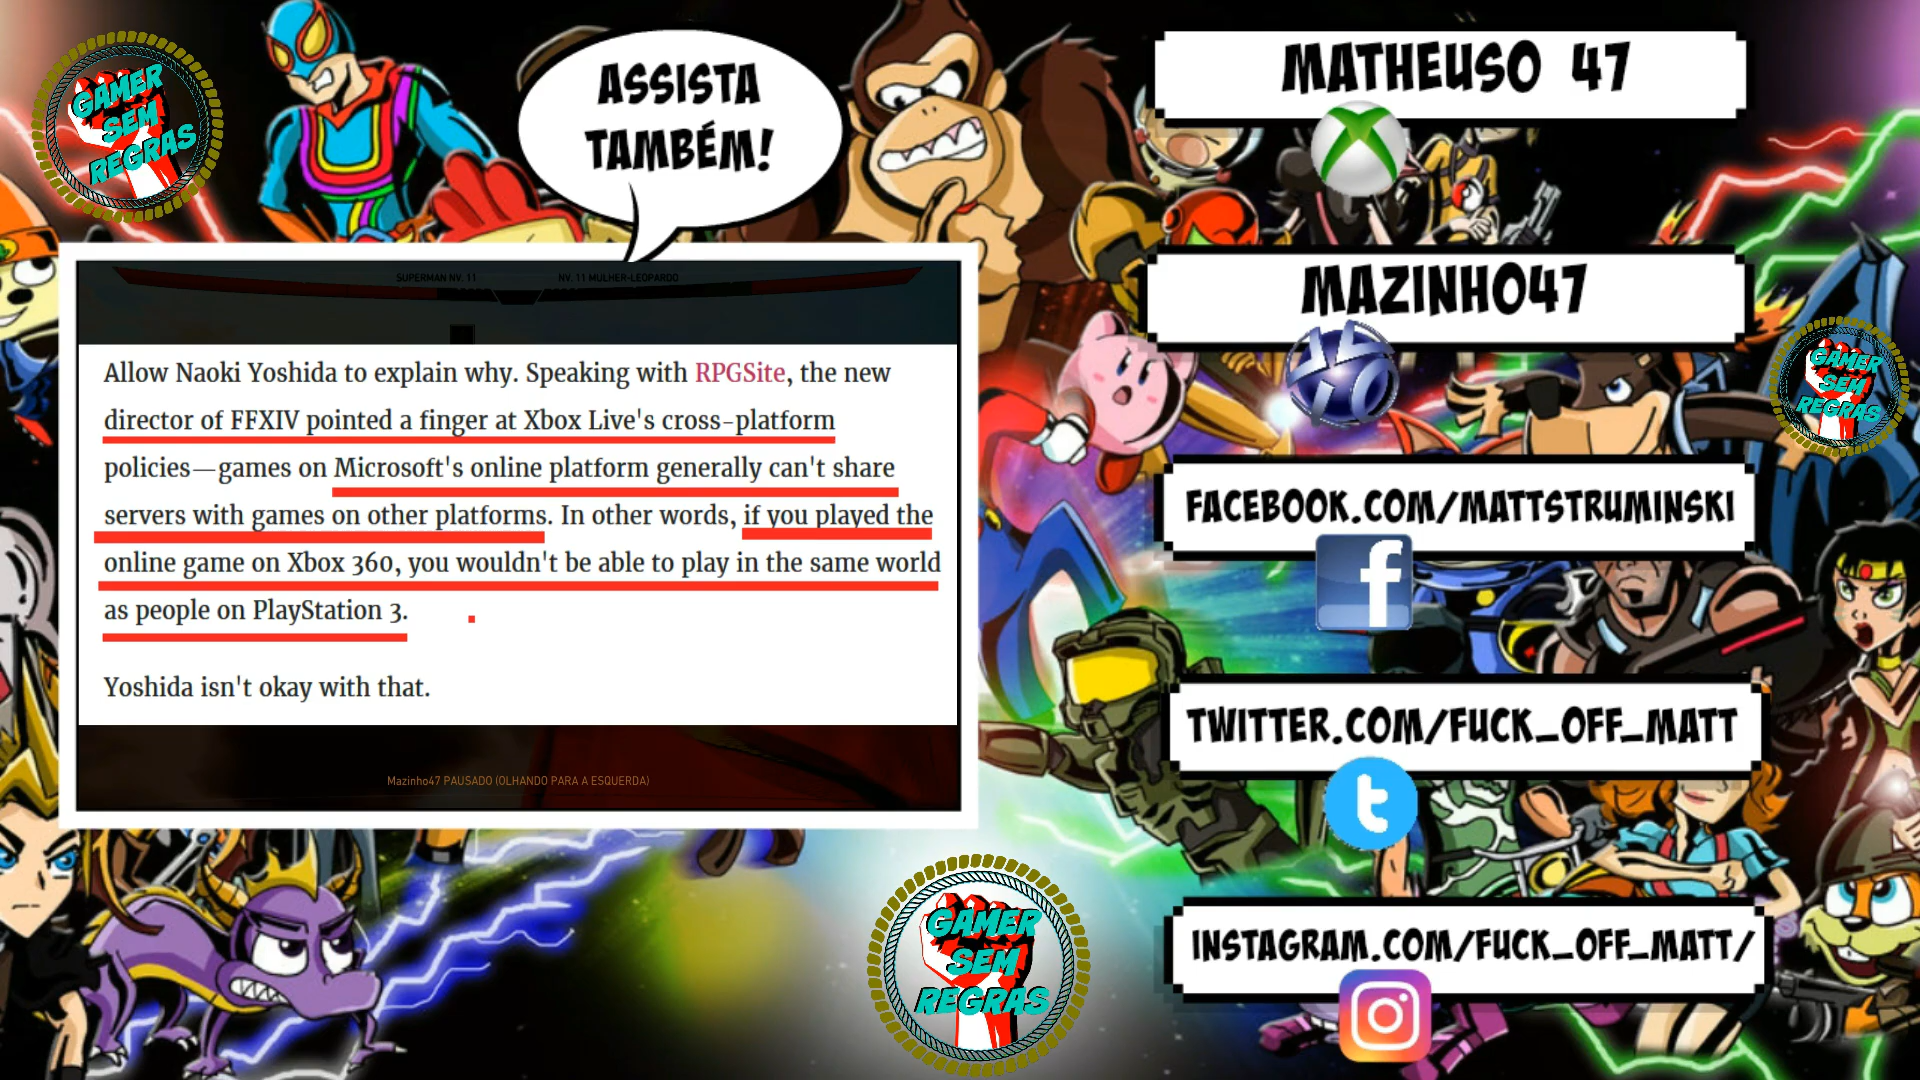 GAMER
SEM
REGRAS
ASSISTA
TAMBÉM!
MATHEUSO 47
SUPERMAN NV. 11
NV. 11 MULHER-LEOPARDO
MAZINHO47
GAMER
SEM
REGRAS
Allow Naoki Yoshida to explain why. Speaking with RPGSite, the new
director of FFXIV pointed a finger at Xbox Live's cross-platform
policies—games on Microsoft's online platform generally can't share
servers with games on other platforms. In other words, if you played the
online game on Xbox 360, you wouldn't be able to play in the same world
as people on PlayStation 3.
Yoshida isn't okay with that.
Mazinho47 PAUSADO (OLHANDO PARA A ESQUERDA)
FACEBOOK.COM/MATTSTRUMINSKI
f
TWITTER.COM/FUCK_OFF_MATT
t
INSTAGRAM.COM/FUCK_OFF_MATT/
GAMER
SEM
REGRAS